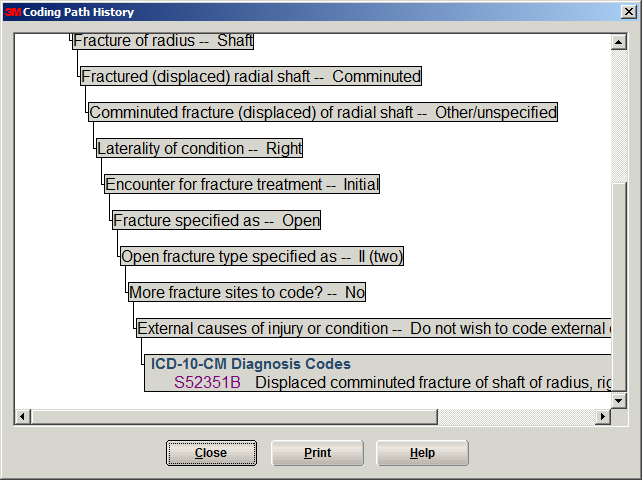 3M Coding Path History
Fracture of radius -- Shaft
Fractured (displaced) radial shaft -- Comminuted
Comminuted fracture (displaced) of radial shaft -- Other/unspecified
Laterality of condition -- Right
Encounter for fracture treatment -- Initial
Fracture specified as -- Open
Open fracture type specified as -- II (two)
More fracture sites to code? -- No
External causes of injury or condition -- Do not wish to code external
ICD-10-CM Diagnosis Codes
S52351B Displaced comminuted fracture of shaft of radius,
Close Print Help